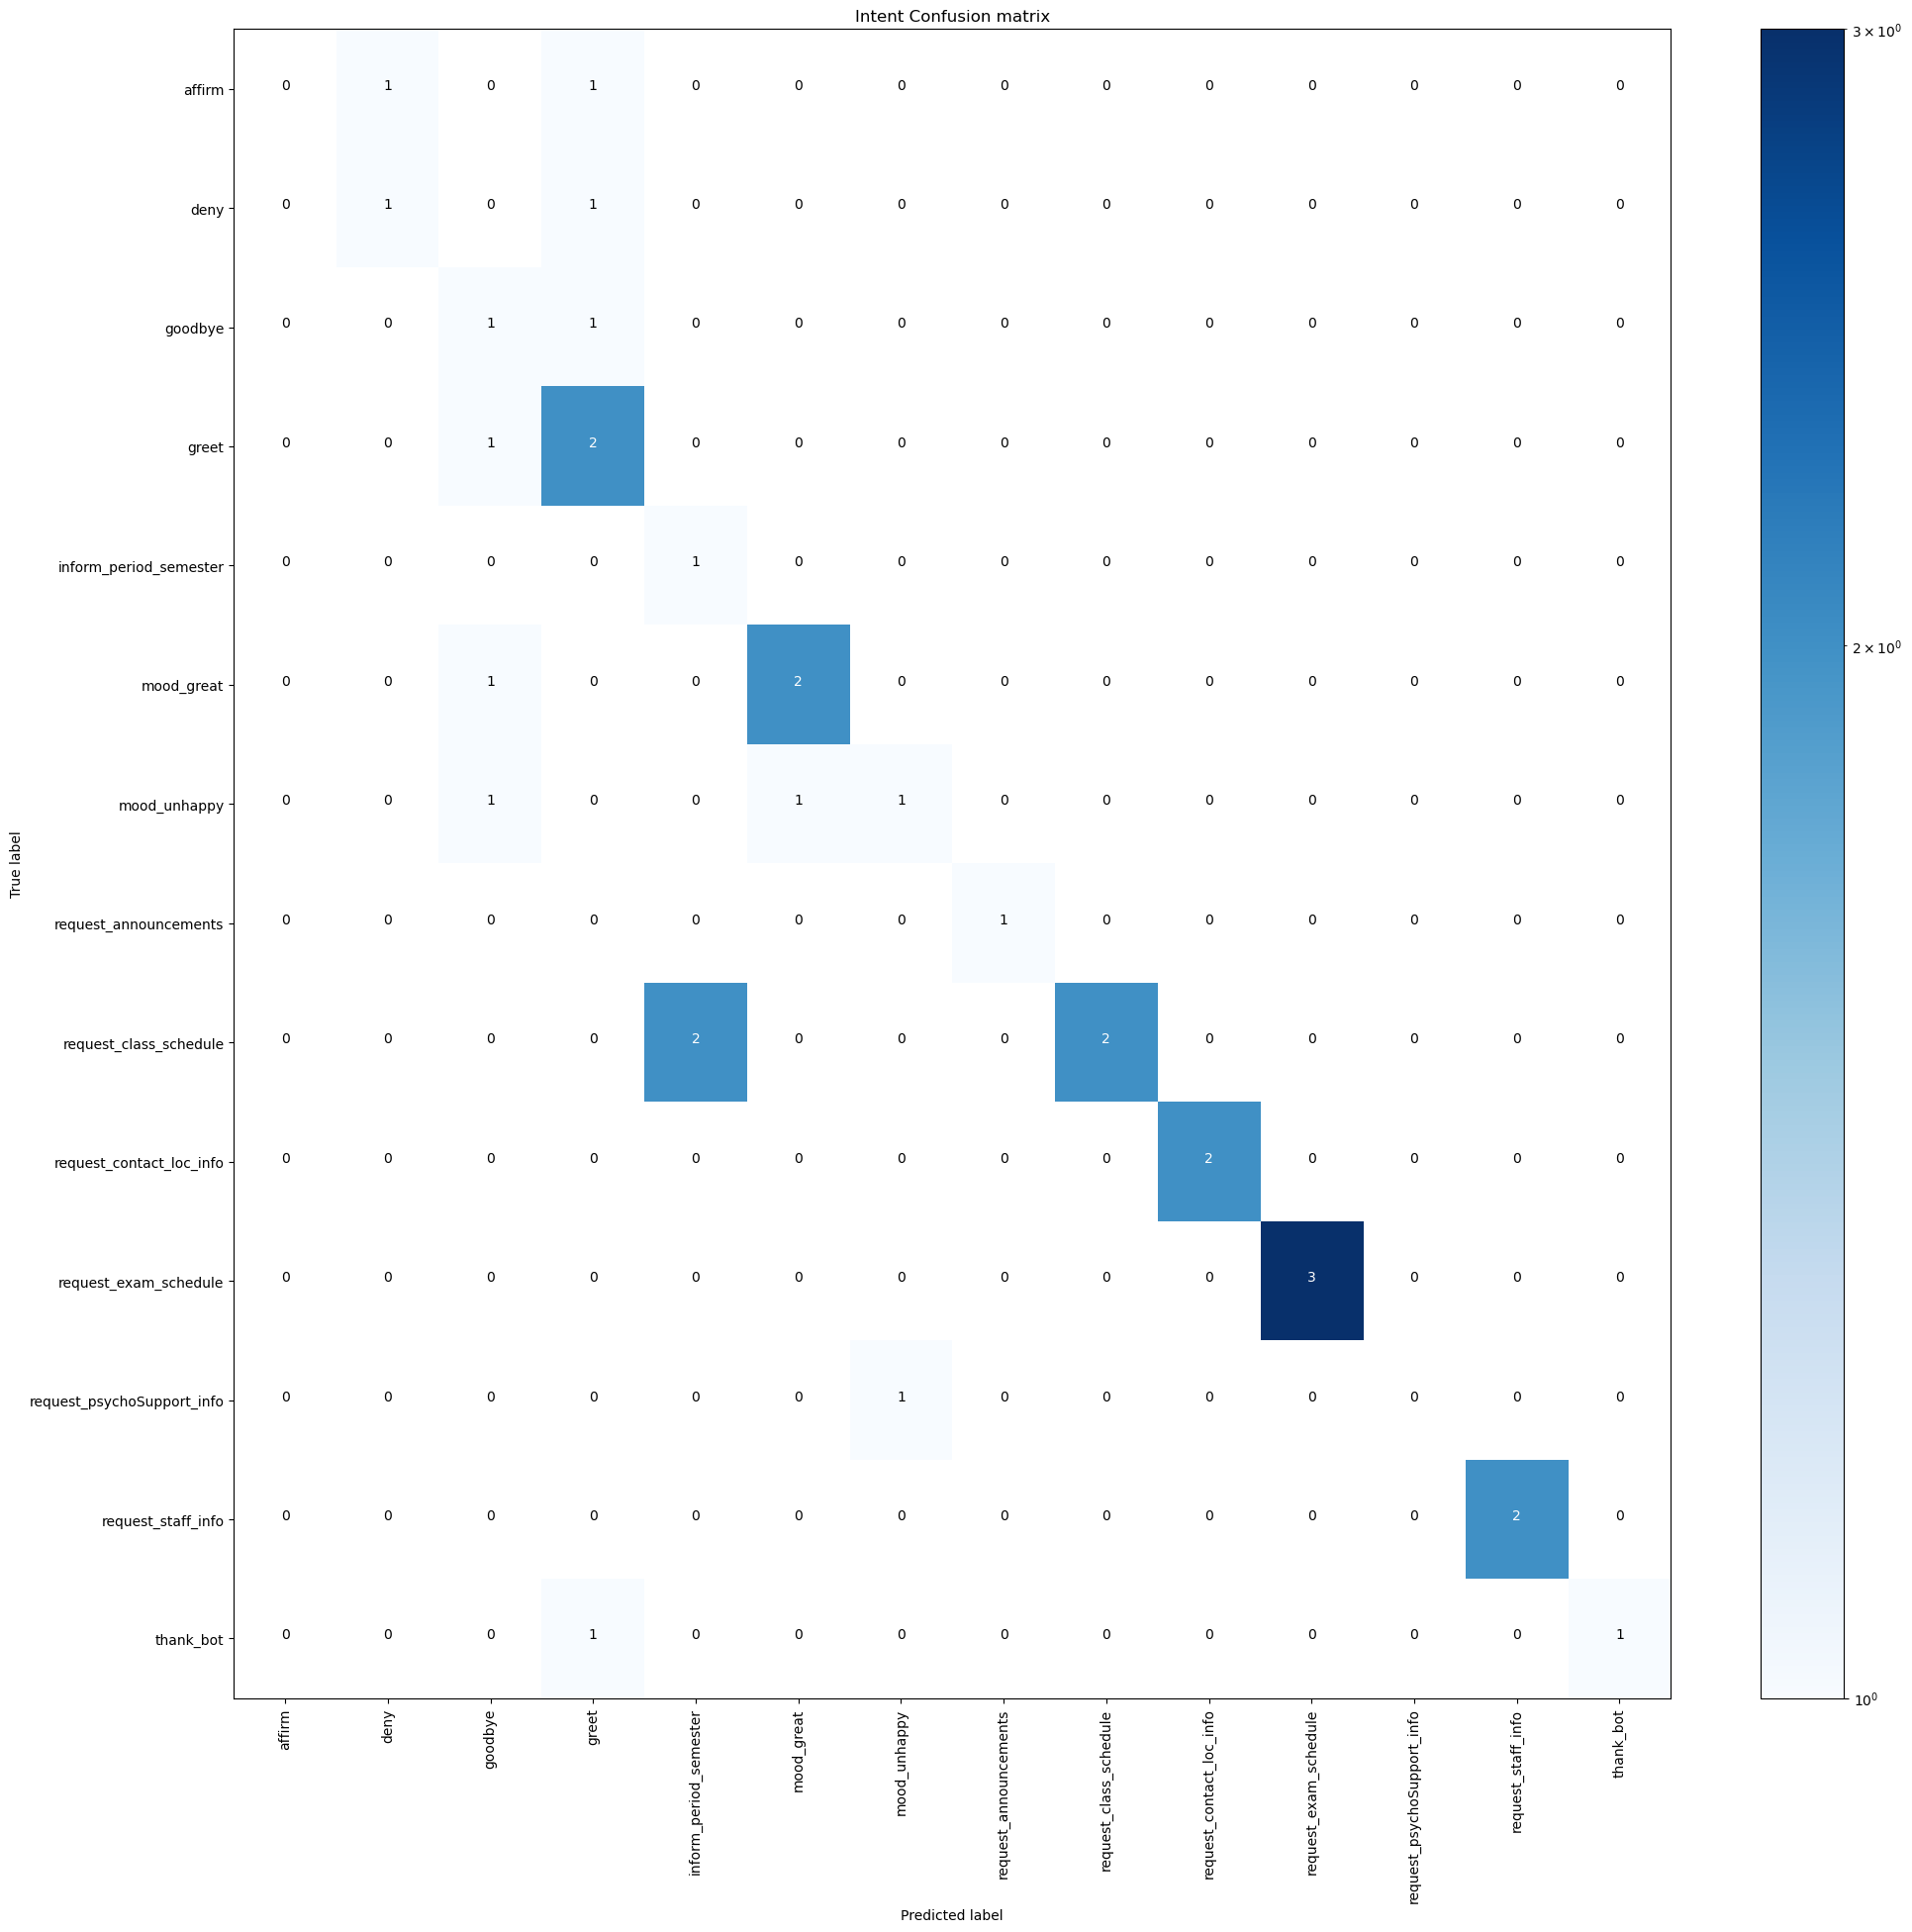 Intent Confusion matrix
True label
affirm 0 1 0 1 0 0 0 0 0 0 0 0 0 0
deny 0 1 0 1 0 0 0 0 0 0 0 0 0 0
goodbye 0 0 1 1 0 0 0 0 0 0 0 0 0 0
greet 0 0 1 2 0 0 0 0 0 0 0 0 0 0
inform_period_semester 0 0 0 0 1 0 0 0 0 0 0 0 0 0
mood_great 0 0 1 0 0 2 0 0 0 0 0 0 0 0
mood_unhappy 0 0 1 0 0 1 1 0 0 0 0 0 0 0
request_announcements 0 0 0 0 0 0 0 1 0 0 0 0 0 0
request_class_schedule 0 0 0 0 2 0 0 0 2 0 0 0 0 0
request_contact_loc_info 0 0 0 0 0 0 0 0 0 2 0 0 0 0
request_exam_schedule 0 0 0 0 0 0 0 0 0 0 3 0 0 0
request_psychoSupport_info 0 0 0 0 0 0 1 0 0 0 0 0 0 0
request_staff_info 0 0 0 0 0 0 0 0 0 0 0 0 2 0
thank_bot 0 0 0 1 0 0 0 0 0 0 0 0 0 1
affirm
deny
goodbye
greet
inform_period_semester
mood_great
mood_unhappy
request_announcements
request_class_schedule
request_contact_loc_info
request_exam_schedule
request_psychoSupport_info
request_staff_info
thank_bot
Predicted label
3 × 10⁰
2 × 10⁰
10⁰